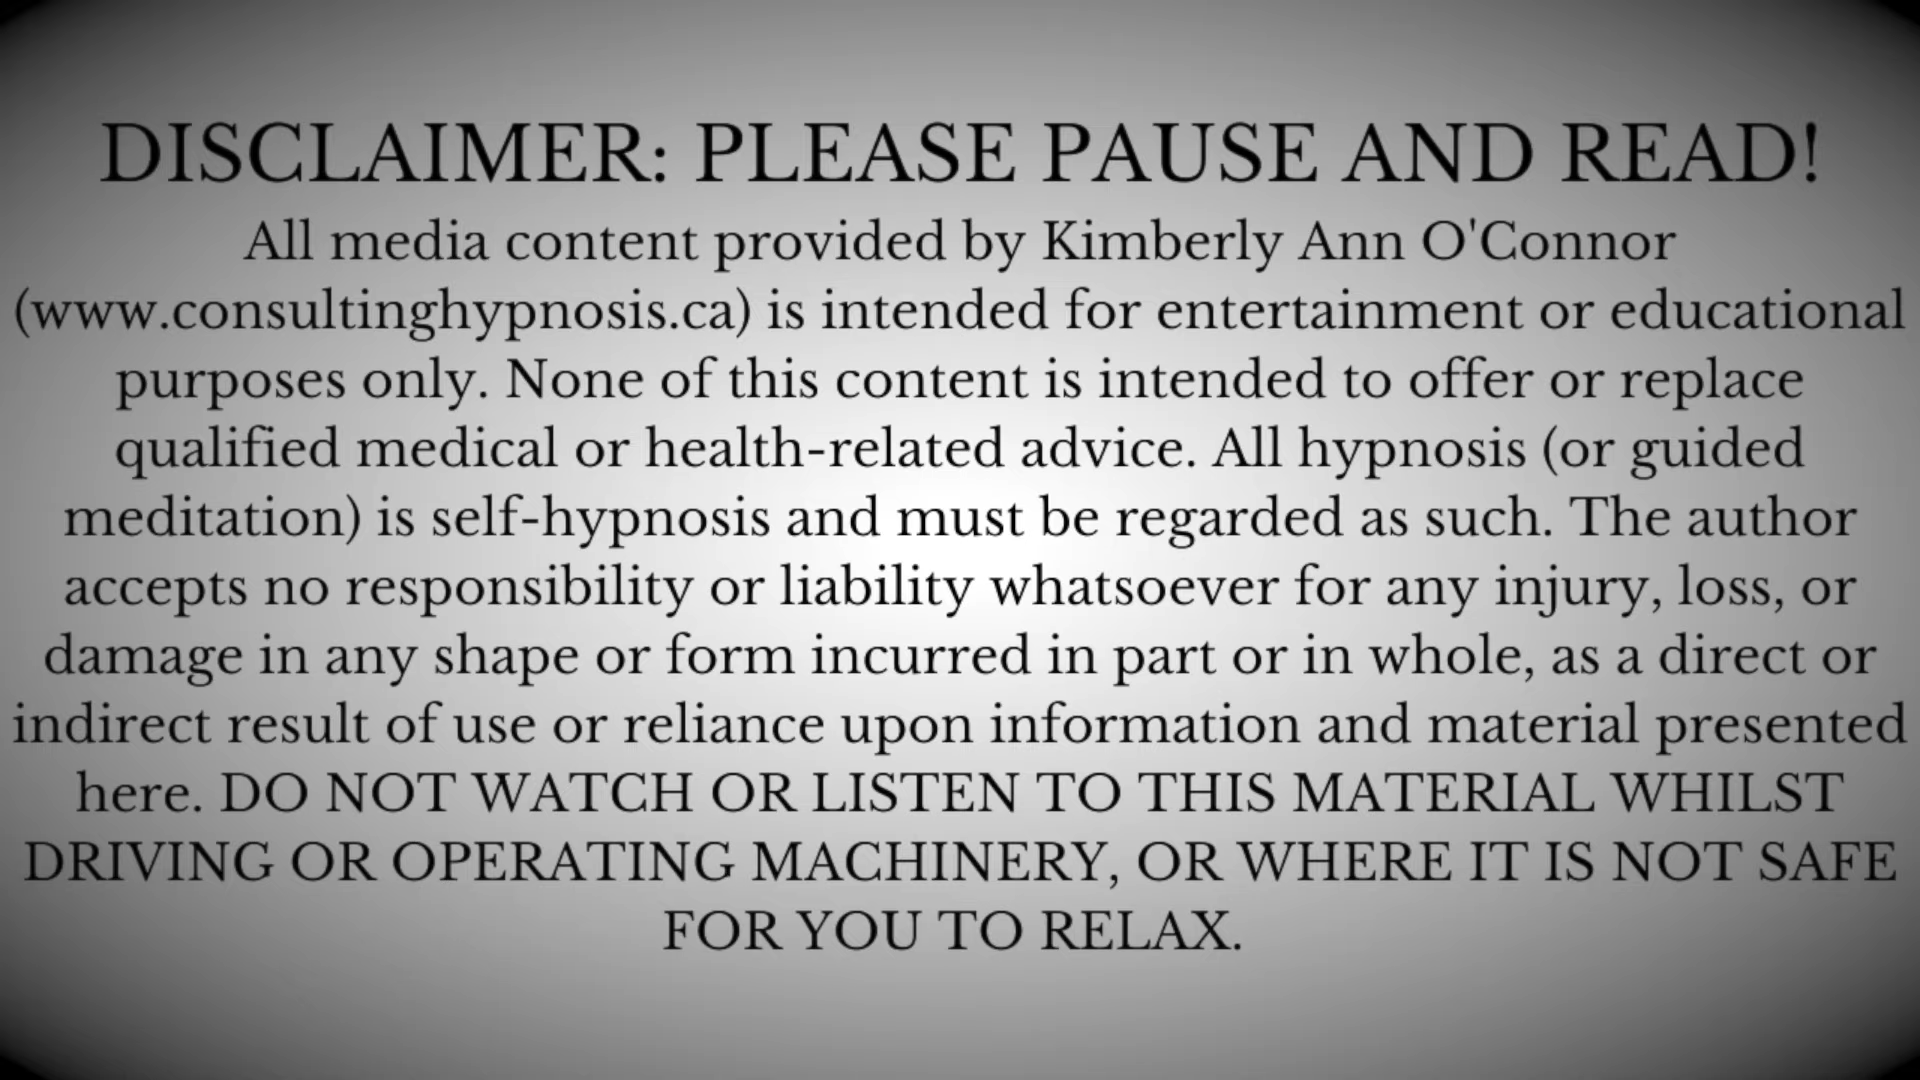 DISCLAIMER: PLEASE PAUSE AND READ!
All media content provided by Kimberly Ann O'Connor
(www.consultinghypnosis.ca) is intended for entertainment or educational
purposes only. None of this content is intended to offer or replace
qualified medical or health-related advice. All hypnosis (or guided
meditation) is self-hypnosis and must be regarded as such. The author
accepts no responsibility or liability whatsoever for any injury, loss, or
damage in any shape or form incurred in part or in whole, as a direct or
indirect result of use or reliance upon information and material presented
here. DO NOT WATCH OR LISTEN TO THIS MATERIAL WHILST
DRIVING OR OPERATING MACHINERY, OR WHERE IT IS NOT SAFE
FOR YOU TO RELAX.